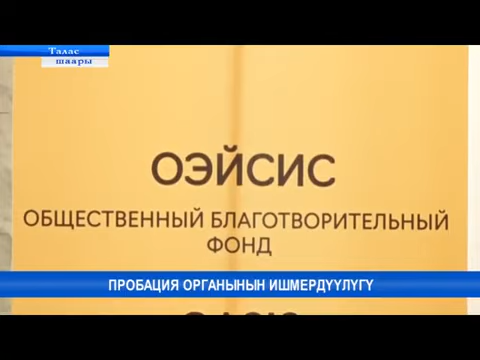 Талас
шаары
ОЭЙСИС
ОБЩЕСТВЕННЫЙ БЛАГОТВОРИТЕЛЬНЫЙ
ФОНД
ПРОБАЦИЯ ОРГАНЫНЫН ИШМЕРДҮҮЛҮГҮ